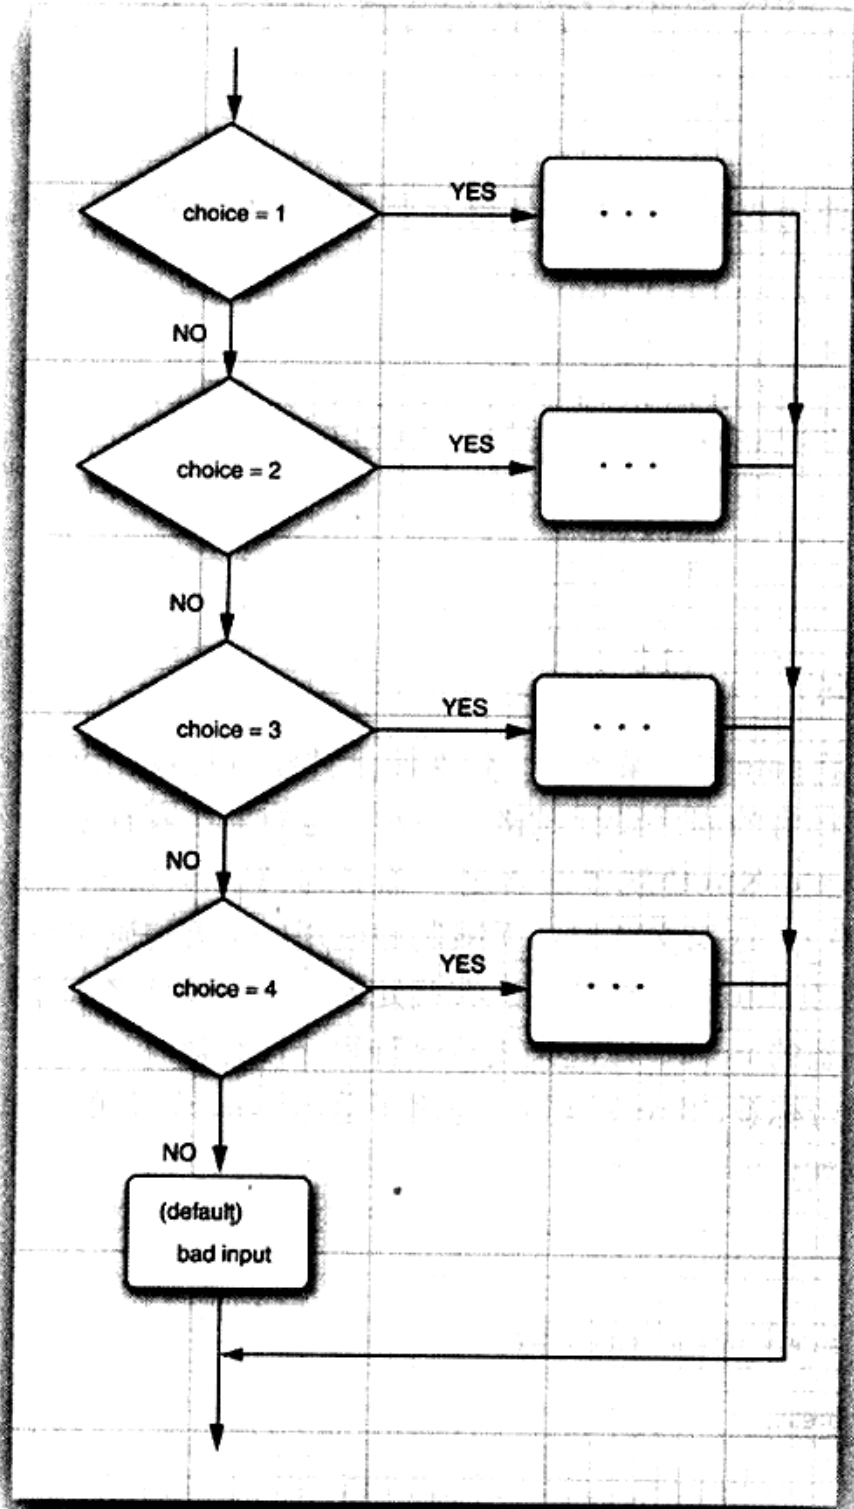 choice = 1
YES
. . .
NO
choice = 2
YES
. . .
NO
choice = 3
YES
. . .
NO
choice = 4
YES
. . .
NO
(default)
bad input